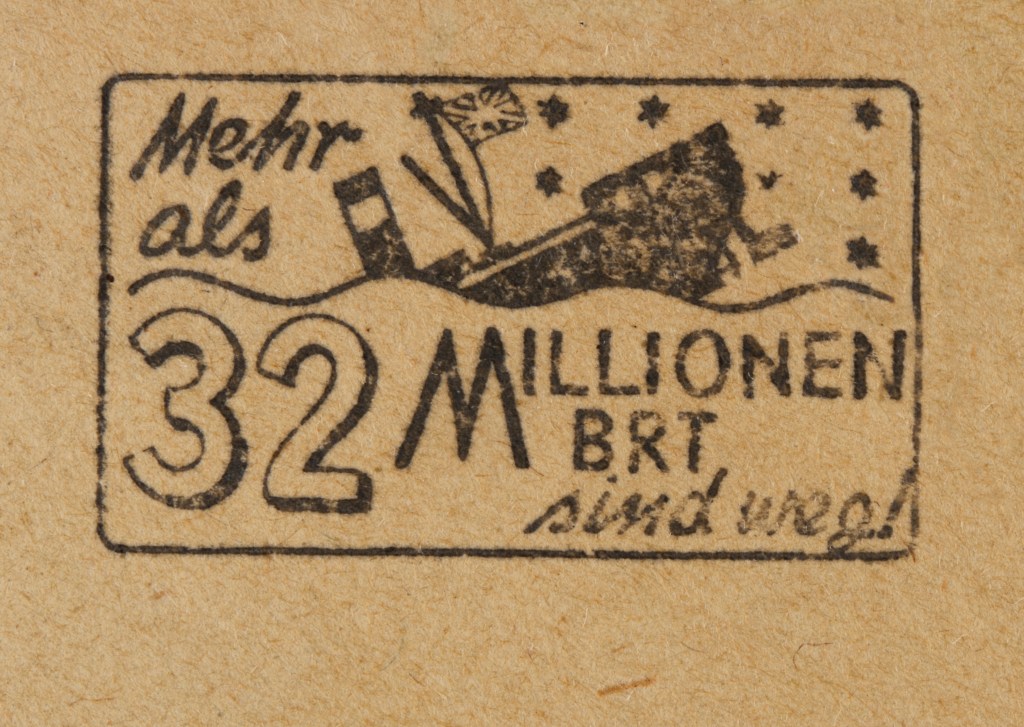 Mehr
als
32 MILLIONEN
BRT,
sind weg!